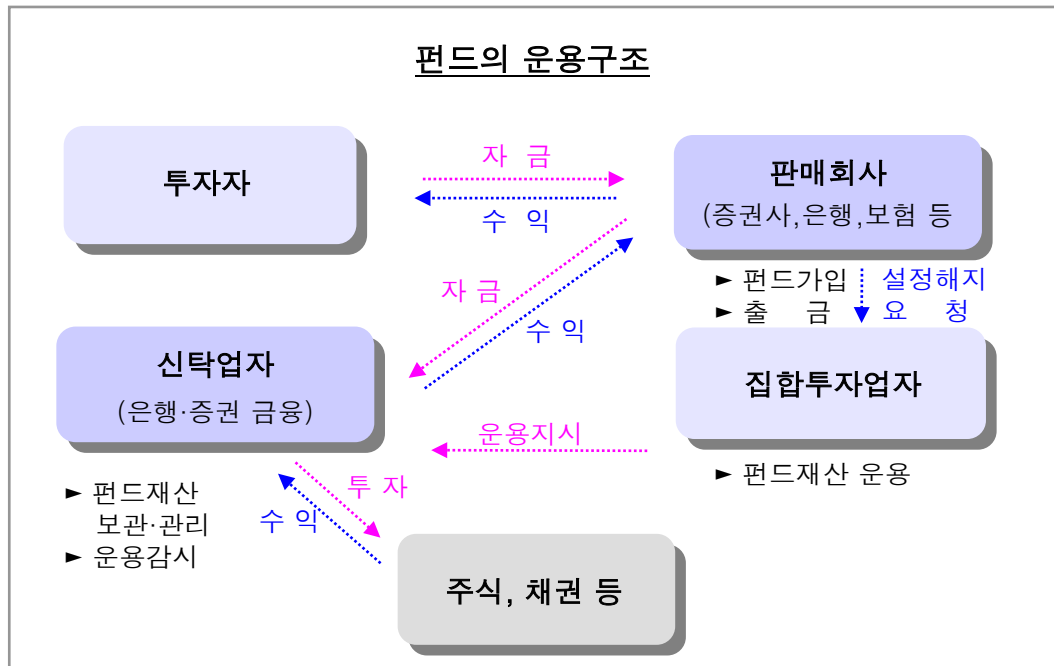 펀드의 운용구조
투자자
자 금
수 익
판매회사
(증권사,은행,보험 등
► 펀드가입
► 출 금
설정해지
요 청
자 금
수 익
신탁업자
(은행·증권 금융)
집합투자업자
운용지시
► 펀드재산 운용
► 펀드재산
보관·관리
► 운용감시
투 자
수 익
주식, 채권 등